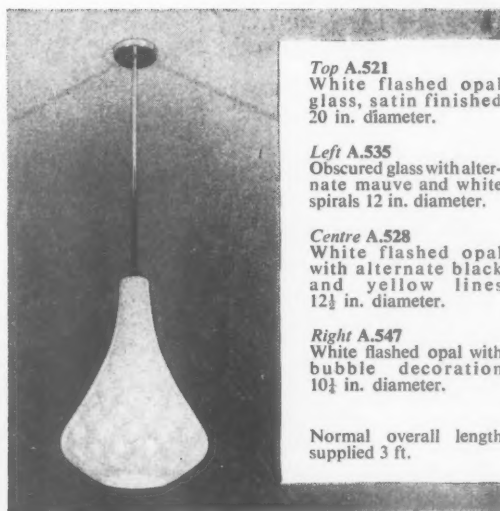 Top A.521
White flashed opal
glass, satin finished
20 in. diameter.
Left A.535
Obscured glass with alter-
nate mauve and white
spirals 12 in. diameter.
Centre A.528
White flashed opal
with alternate black
and yellow lines
12½ in. diameter.
Right A.547
White flashed opal with
bubble decoration
10½ in. diameter.
Normal overall length
supplied 3 ft.